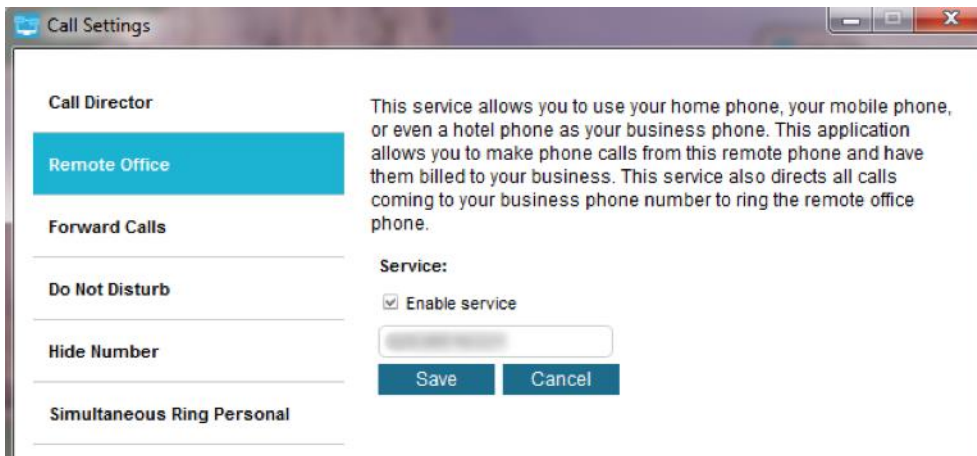 Call Settings
Call Director
Remote Office
Forward Calls
Do Not Disturb
Hide Number
Simultaneous Ring Personal
This service allows you to use your home phone, your mobile phone,
or even a hotel phone as your business phone. This application
allows you to make phone calls from this remote phone and have
them billed to your business. This service also directs all calls
coming to your business phone number to ring the remote office
phone.
Service:
Enable service
Save Cancel